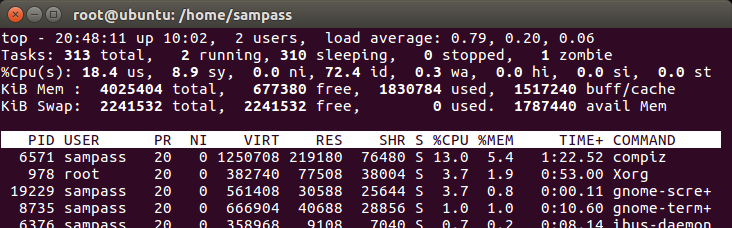 root@ubuntu: /home/sampass
top - 20:48:11 up 10:02,  2 users,  load average: 0.79, 0.20, 0.06
Tasks: 313 total,   2 running, 310 sleeping,   0 stopped,   1 zombie
%Cpu(s): 18.4 us,  8.9 sy,  0.0 ni, 72.4 id,  0.3 wa,  0.0 hi,  0.0 si,  0.0 st
KiB Mem :  4025404 total,   677380 free,  1830784 used,  1517240 buff/cache
KiB Swap:  2241532 total,  2241532 free,        0 used.  1787440 avail Mem
PID USER      PR  NI    VIRT    RES    SHR S %CPU %MEM     TIME+ COMMAND
6571 sampass   20   0 1250708 219180  76480 S 13.0  5.4   1:22.52 compiz
978 root      20   0  382740  77508  38004 S  3.7  1.9   0:53.00 Xorg
19229 sampass   20   0  561408  30588  25644 S  3.7  0.8   0:00.11 gnome-scre+
8735 sampass   20   0  666904  40688  28856 S  1.0  1.0   0:10.60 gnome-term+
6376 sampass   20   0  358968   9108   7040 S  0.7  0.2   0:08.14 ibus-daemon